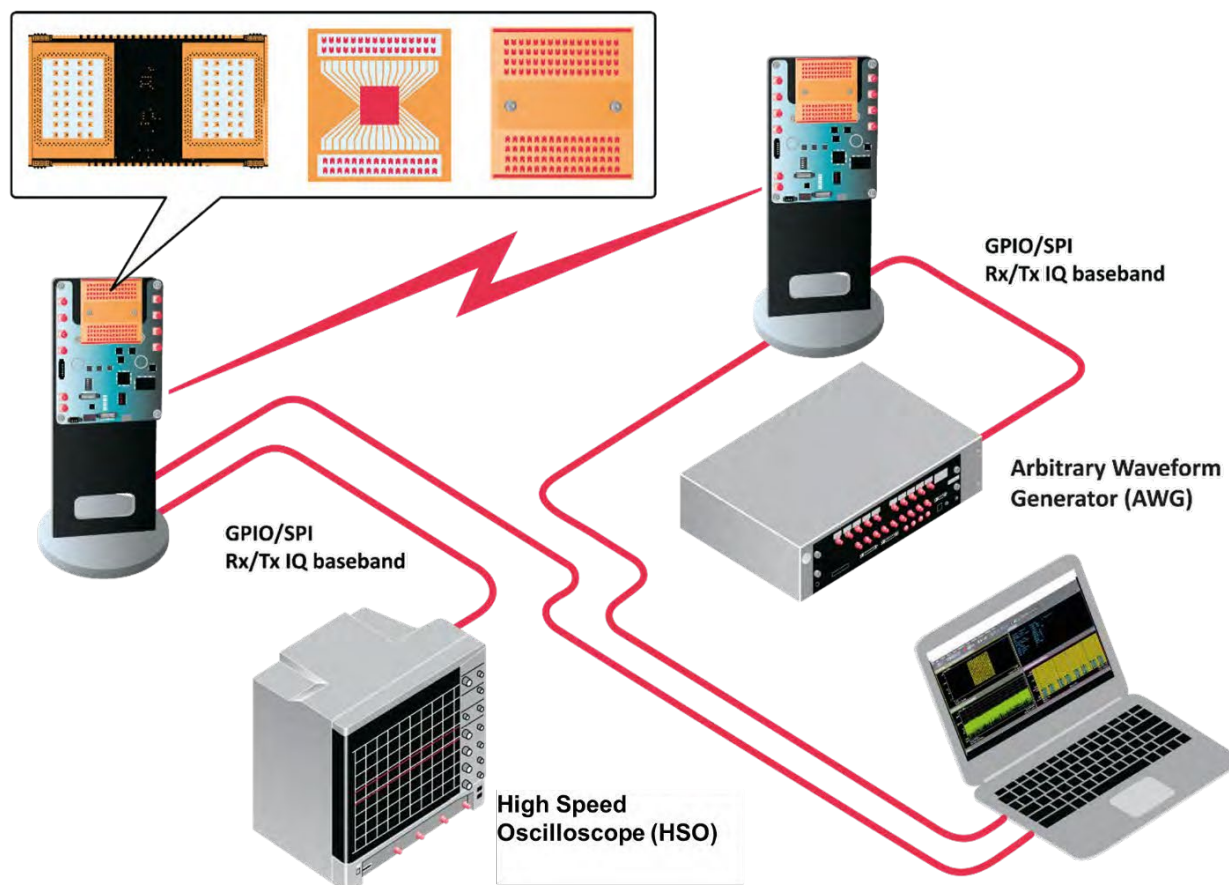 GPIO/SPI
Rx/Tx IQ baseband
Arbitrary Waveform
Generator (AWG)
GPIO/SPI
Rx/Tx IQ baseband
High Speed
Oscilloscope (HSO)